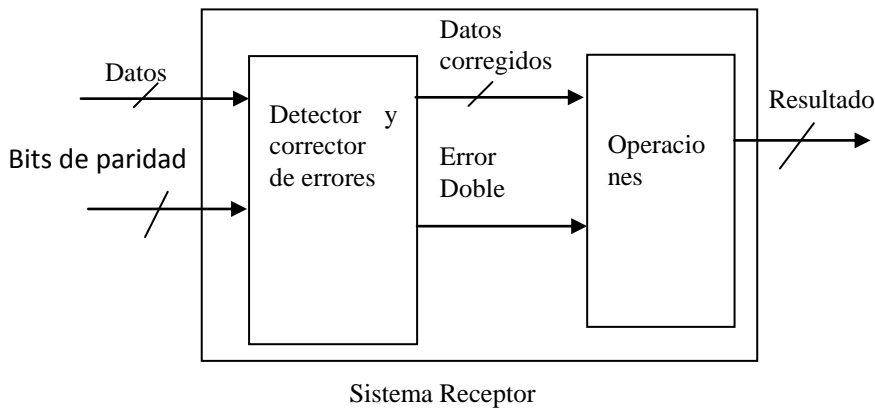 Datos
Bits de paridad
Detector y
corrector
de errores
Datos
corregidos
Error
Doble
Operacio
nes
Resultado
Sistema Receptor